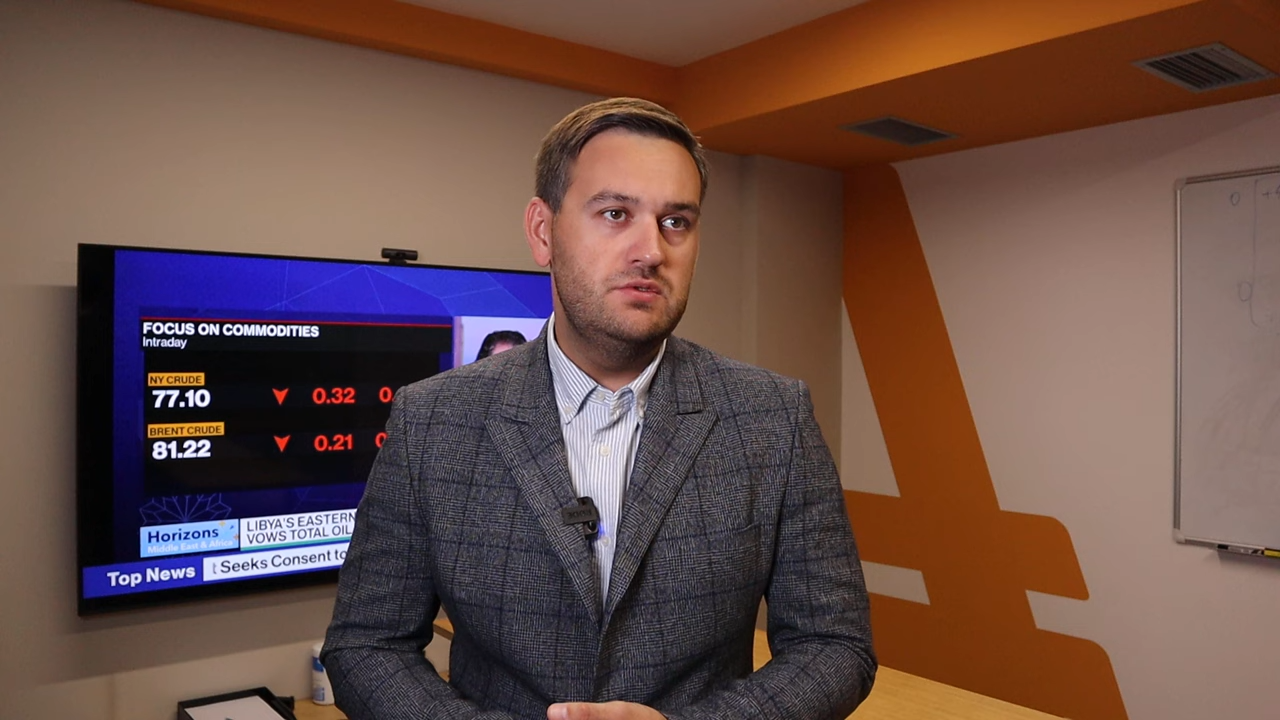 FOCUS ON COMMODITIES
Intraday
NY CRUDE
77.10 0.32
BRENT CRUDE
81.22 0.21
Horizons
Middle East & Africa
LIBYA'S EASTERN
VOWS TOTAL OIL
Top News
Seeks Consent to